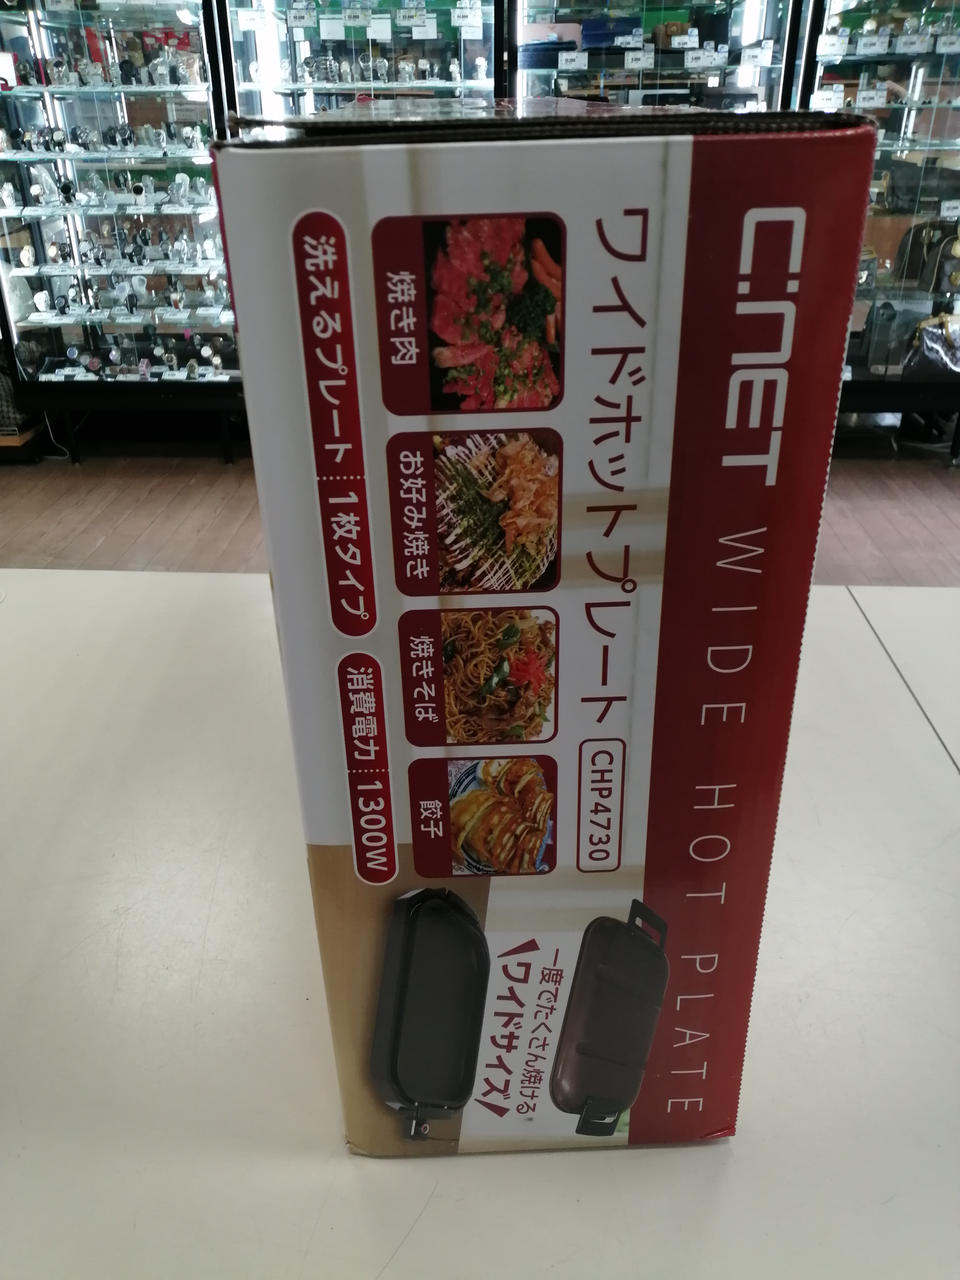 C:NET WIDE HOT PLATE
ワイドホットプレート CHP4730
焼き肉
お好み焼き
焼きそば
餃子
洗えるプレート 1枚タイプ
消費電力 1300W
一度でたくさん焼ける
ワイドサイズ